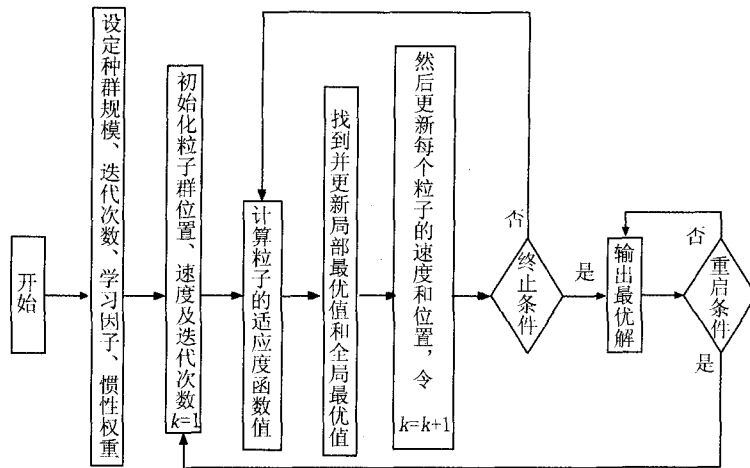 开始
设定种群规模、迭代次数、学习因子、惯性权重
初始化粒子群位置、速度及迭代次数
k=1
计算粒子的适应度函数值
找到并更新局部最优值和全局最优值
然后更新每个粒子的速度和位置，令
k=k+1
终止条件
否
是
输出最优解
重启条件
否
是